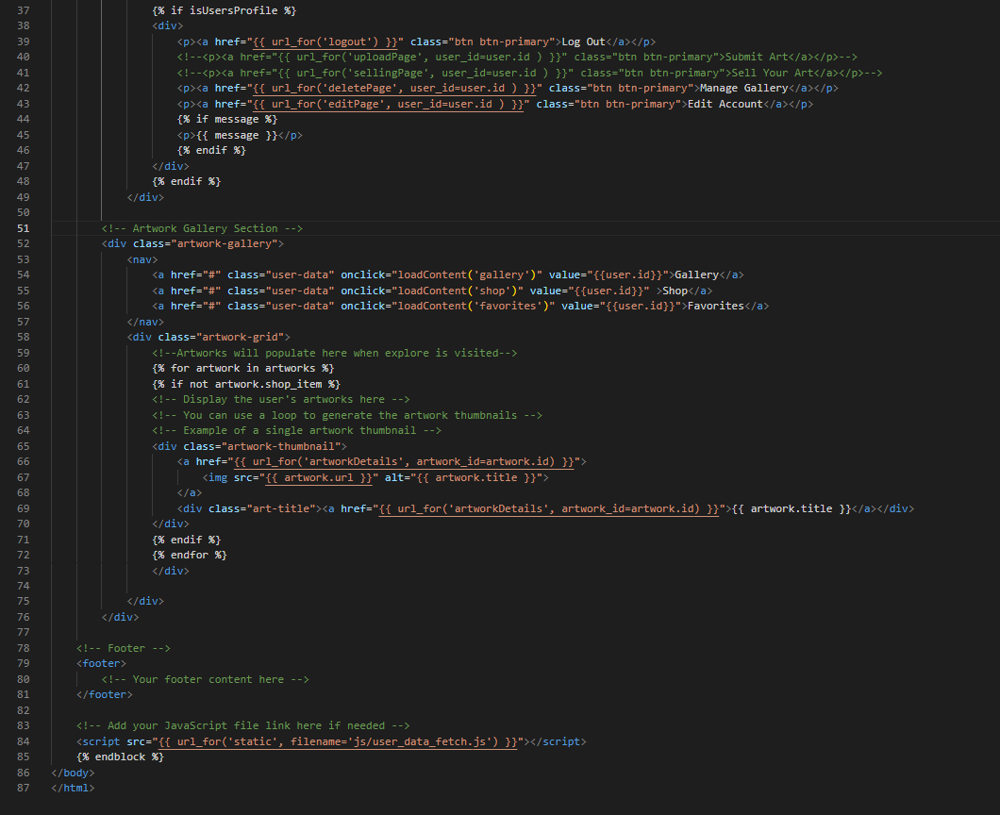 37 {% if isUsersProfile %}
38 <div>
39 <p><a href="{{ url_for('logout') }}" class="btn btn-primary">Log Out</a></p>
40 <!--<p><a href="{{ url_for('uploadPage', user_id=user.id ) }}" class="btn btn-primary">Submit Art</a></p>-->
41 <!--<p><a href="{{ url_for('sellingPage', user_id=user.id ) }}" class="btn btn-primary">Sell Your Art</a></p>-->
42 <p><a href="{{ url_for('deletePage', user_id=user.id ) }}" class="btn btn-primary">Manage Gallery</a></p>
43 <p><a href="{{ url_for('editPage', user_id=user.id ) }}" class="btn btn-primary">Edit Account</a></p>
44 {% if message %}
45 <p>{{ message }}</p>
46 {% endif %}
47 </div>
48 {% endif %}
49 </div>
50
51 <!-- Artwork Gallery Section -->
52 <div class="artwork-gallery">
53 <nav>
54 <a href="#" class="user-data" onclick="loadContent('gallery')" value="{{user.id}}">Gallery</a>
55 <a href="#" class="user-data" onclick="loadContent('shop')" value="{{user.id}}" >Shop</a>
56 <a href="#" class="user-data" onclick="loadContent('favorites')" value="{{user.id}}">Favorites</a>
57 </nav>
58 <div class="artwork-grid">
59 <!--Artworks will populate here when explore is visited-->
60 {% for artwork in artworks %}
61 {% if not artwork.shop_item %}
62 <!-- Display the user's artworks here -->
63 <!-- You can use a loop to generate the artwork thumbnails -->
64 <!-- Example of a single artwork thumbnail -->
65 <div class="artwork-thumbnail">
66 <a href="{{ url_for('artworkDetails', artwork_id=artwork.id) }}">
67 <img src="{{ artwork.url }}" alt="{{ artwork.title }}">
68 </a>
69 <div class="art-title"><a href="{{ url_for('artworkDetails', artwork_id=artwork.id) }}">{{ artwork.title }}</a></div>
70 </div>
71 {% endif %}
72 {% endfor %}
73 </div>
74
75 </div>
76 </div>
77
78 <!-- Footer -->
79 <footer>
80 <!-- Your footer content here -->
81 </footer>
82
83 <!-- Add your JavaScript file link here if needed -->
84 <script src="{{ url_for('static', filename='js/user_data_fetch.js') }}"></script>
85 {% endblock %}
86 </body>
87 </html>